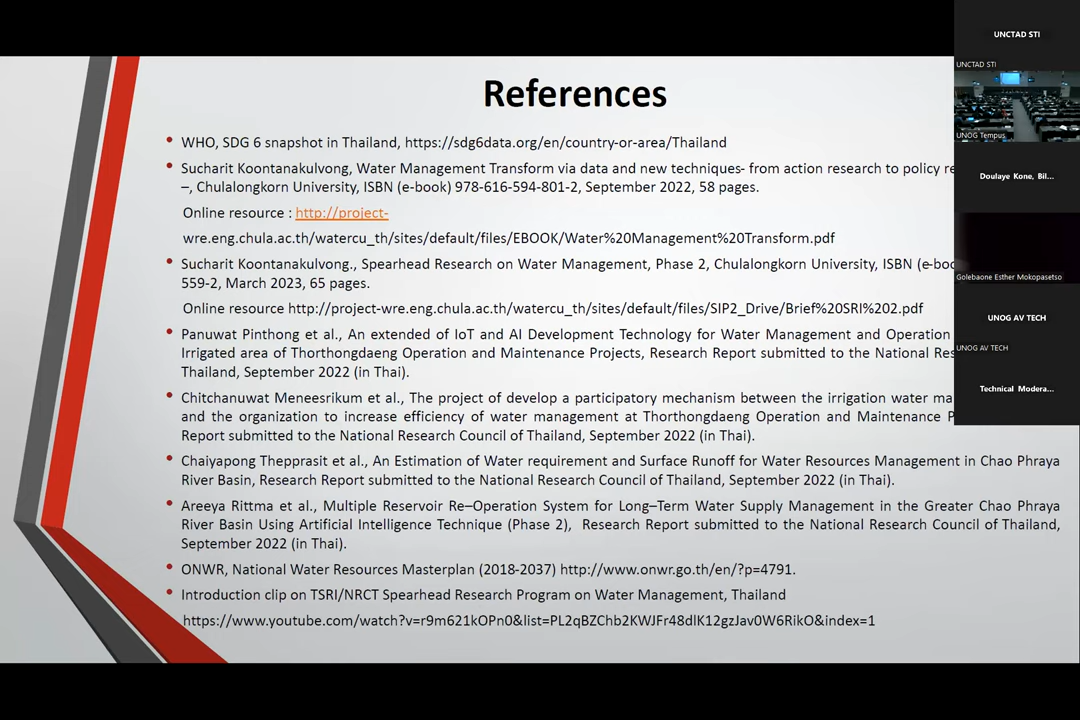 References
WHO, SDG 6 snapshot in Thailand, https://sdg6data.org/en/country-or-area/Thailand
Sucharit Koontanakulvong, Water Management Transform via data and new techniques- from action research to policy
–, Chulalongkorn University, ISBN (e-book) 978-616-594-801-2, September 2022, 58 pages.
Online resource : http://project-
wre.eng.chula.ac.th/watercu_th/sites/default/files/EBOOK/Water%20Management%20Transform.pdf
Sucharit Koontanakulvong., Spearhead Research on Water Management, Phase 2, Chulalongkorn University, ISBN
559-2, March 2023, 65 pages.
Online resource http://project-wre.eng.chula.ac.th/watercu_th/sites/default/files/SIP2_Drive/Brief%20SRI%202.pdf
Panuwat Pinthong et al., An extended of IoT and AI Development Technology for Water Management and Operation
Irrigated area of Thorthongdaeng Operation and Maintenance Projects, Research Report submitted to the National
Thailand, September 2022 (in Thai).
Chitchanuwat Meneesrikum et al., The project of develop a participatory mechanism between the irrigation water
and the organization to increase efficiency of water management at Thorthongdaeng Operation and Maintenance
Report submitted to the National Research Council of Thailand, September 2022 (in Thai).
Chaiyapong Thepprasit et al., An Estimation of Water requirement and Surface Runoff for Water Resources Management in Chao Phraya
River Basin, Research Report submitted to the National Research Council of Thailand, September 2022 (in Thai).
Areeya Rittma et al., Multiple Reservoir Re–Operation System for Long–Term Water Supply Management in the Greater Chao Phraya
River Basin Using Artificial Intelligence Technique (Phase 2), Research Report submitted to the National Research Council of Thailand,
September 2022 (in Thai).
ONWR, National Water Resources Masterplan (2018-2037) http://www.onwr.go.th/en/?p=4791.
Introduction clip on TSRI/NRCT Spearhead Research Program on Water Management, Thailand
https://www.youtube.com/watch?v=r9m621kOPn0&list=PL2qBZChb2KWJFr48dlK12gzJav0W6RikO&index=1
UNCTAD STI
UNCTAD STI
UNOG Tempus
Doulaye Kone, Bil...
Golebaone Esther Mokopasetso
UNOG AV TECH
UNOG AV TECH
Technical Modera...